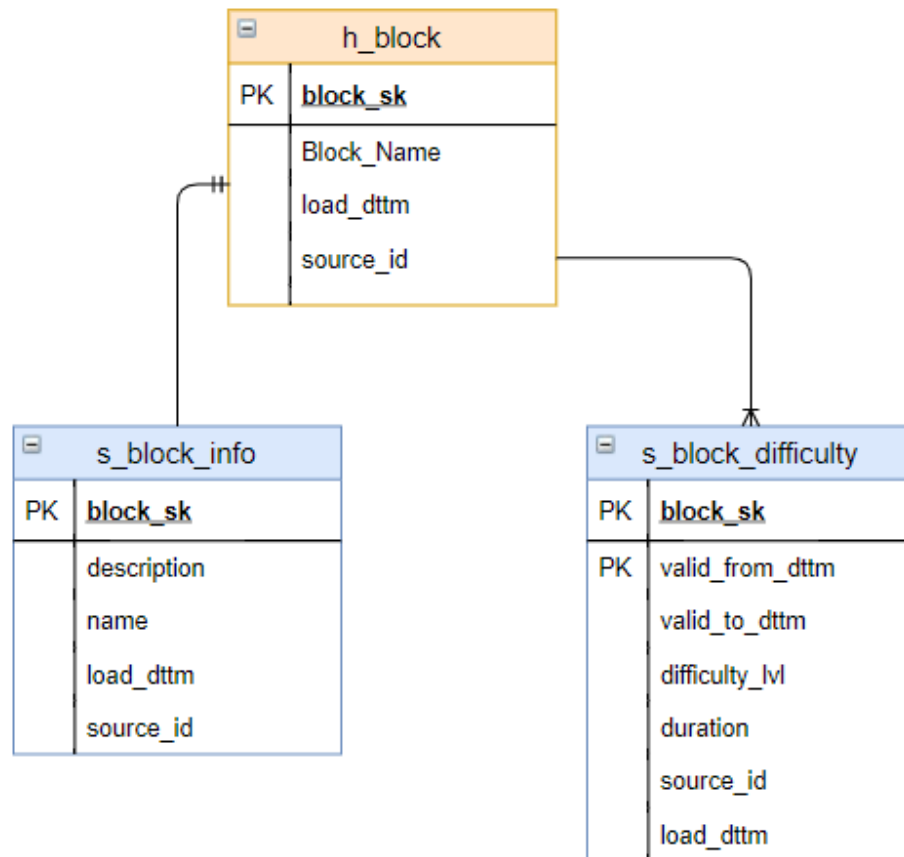 h_block
PK block_sk
Block_Name
load_dttm
source_id
s_block_info
PK block_sk
description
name
load_dttm
source_id
s_block_difficulty
PK block_sk
PK valid_from_dttm
valid_to_dttm
difficulty_lvl
duration
source_id
load_dttm